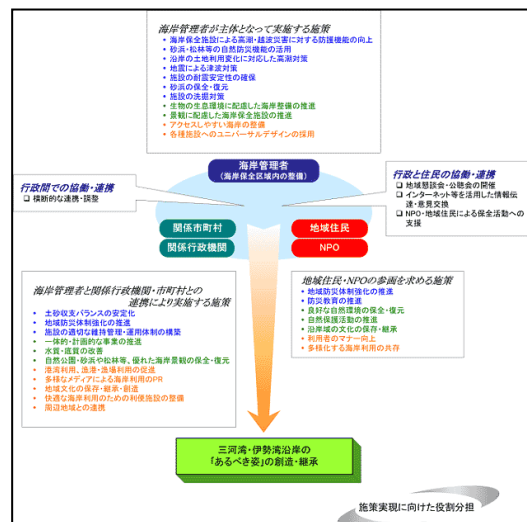 海岸管理者が主体となって実施する施策
• 海岸保全施設による高潮・越波災害に対する防護機能の向上
• 砂浜・松林等の自然防災機能の活用
• 沿岸の土地利用変化に対応した高潮対策
• 地震による津波対策
• 施設の耐震安定性の確保
• 砂浜の保全・復元
• 施設の洗掘対策
• 生物の生息環境に配慮した海岸整備の推進
• 景観に配慮した海岸保全施設の推進
• アクセスしやすい海岸の整備
• 各種施設へのユニバーサルデザインの採用
海岸管理者
(海岸保全区域内の整備)
行政間での協働・連携
❑ 横断的な連携・調整
行政と住民の協働・連携
❑ 地域懇談会・公聴会の開催
❑ インターネット等を活用した情報伝
達・意見交換
❑ NPO・地域住民による保全活動への
支援
関係市町村
関係行政機関
地域住民
NPO
海岸管理者と関係行政機関・市町村との
連携により実施する施策
• 土砂収支バランスの安定化
• 地域防災体制強化の推進
• 施設の適切な維持管理・運用体制の構築
• 一体的・計画的な事業の推進
• 水質・底質の改善
• 自然公園・砂浜や松林等、優れた海岸景観の保全・復元
• 港湾利用、漁港・漁場利用の促進
• 多様なメディアによる海岸利用のPR
• 地域文化の保存・継承・創造
• 快適な海岸利用のための利便施設の整備
• 周辺地域との連携
地域住民・NPOの参画を求める施策
• 地域防災体制強化の推進
• 防災教育の推進
• 良好な自然環境の保全・復元
• 自然保護活動の推進
• 沿岸域の文化の保存・継承
• 利用者のマナー向上
• 多様化する海岸利用の共存
三河湾・伊勢湾沿岸の
「あるべき姿」の創造・継承
施策実現に向けた役割分担